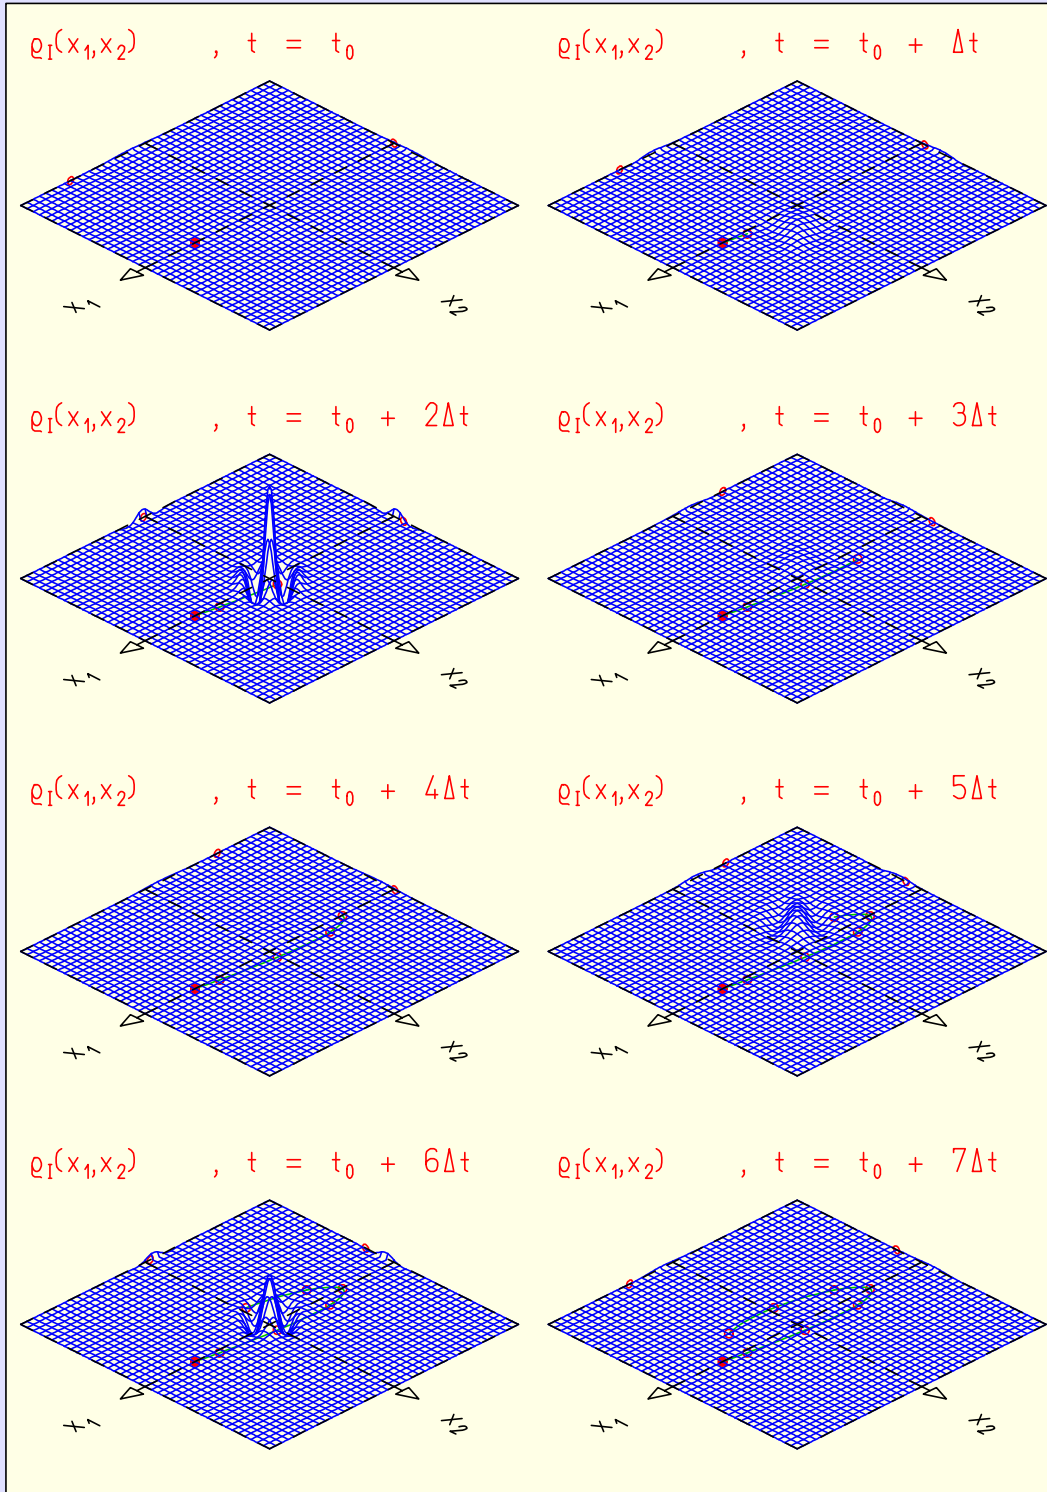 ϱI(x₁,x₂) , t = t₀
ϱI(x₁,x₂) , t = t₀ + Δt
x₁
x₂
x₁
x₂
ϱI(x₁,x₂) , t = t₀ + 2Δt
ϱI(x₁,x₂) , t = t₀ + 3Δt
x₁
x₂
x₁
x₂
ϱI(x₁,x₂) , t = t₀ + 4Δt
ϱI(x₁,x₂) , t = t₀ + 5Δt
x₁
x₂
x₁
x₂
ϱI(x₁,x₂) , t = t₀ + 6Δt
ϱI(x₁,x₂) , t = t₀ + 7Δt
x₁
x₂
x₁
x₂